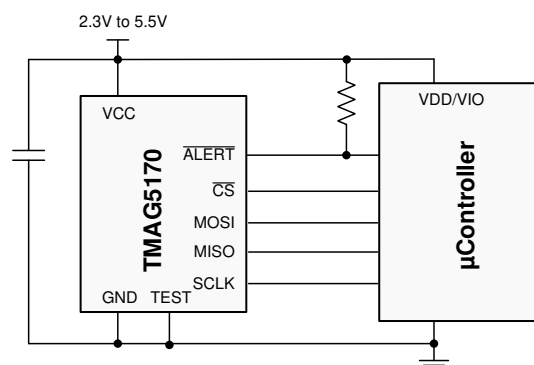 2.3V to 5.5V
VCC
VDD/VIO
ALERT
CS
MOSI
MISO
SCLK
GND TEST
TMAG5170
µController